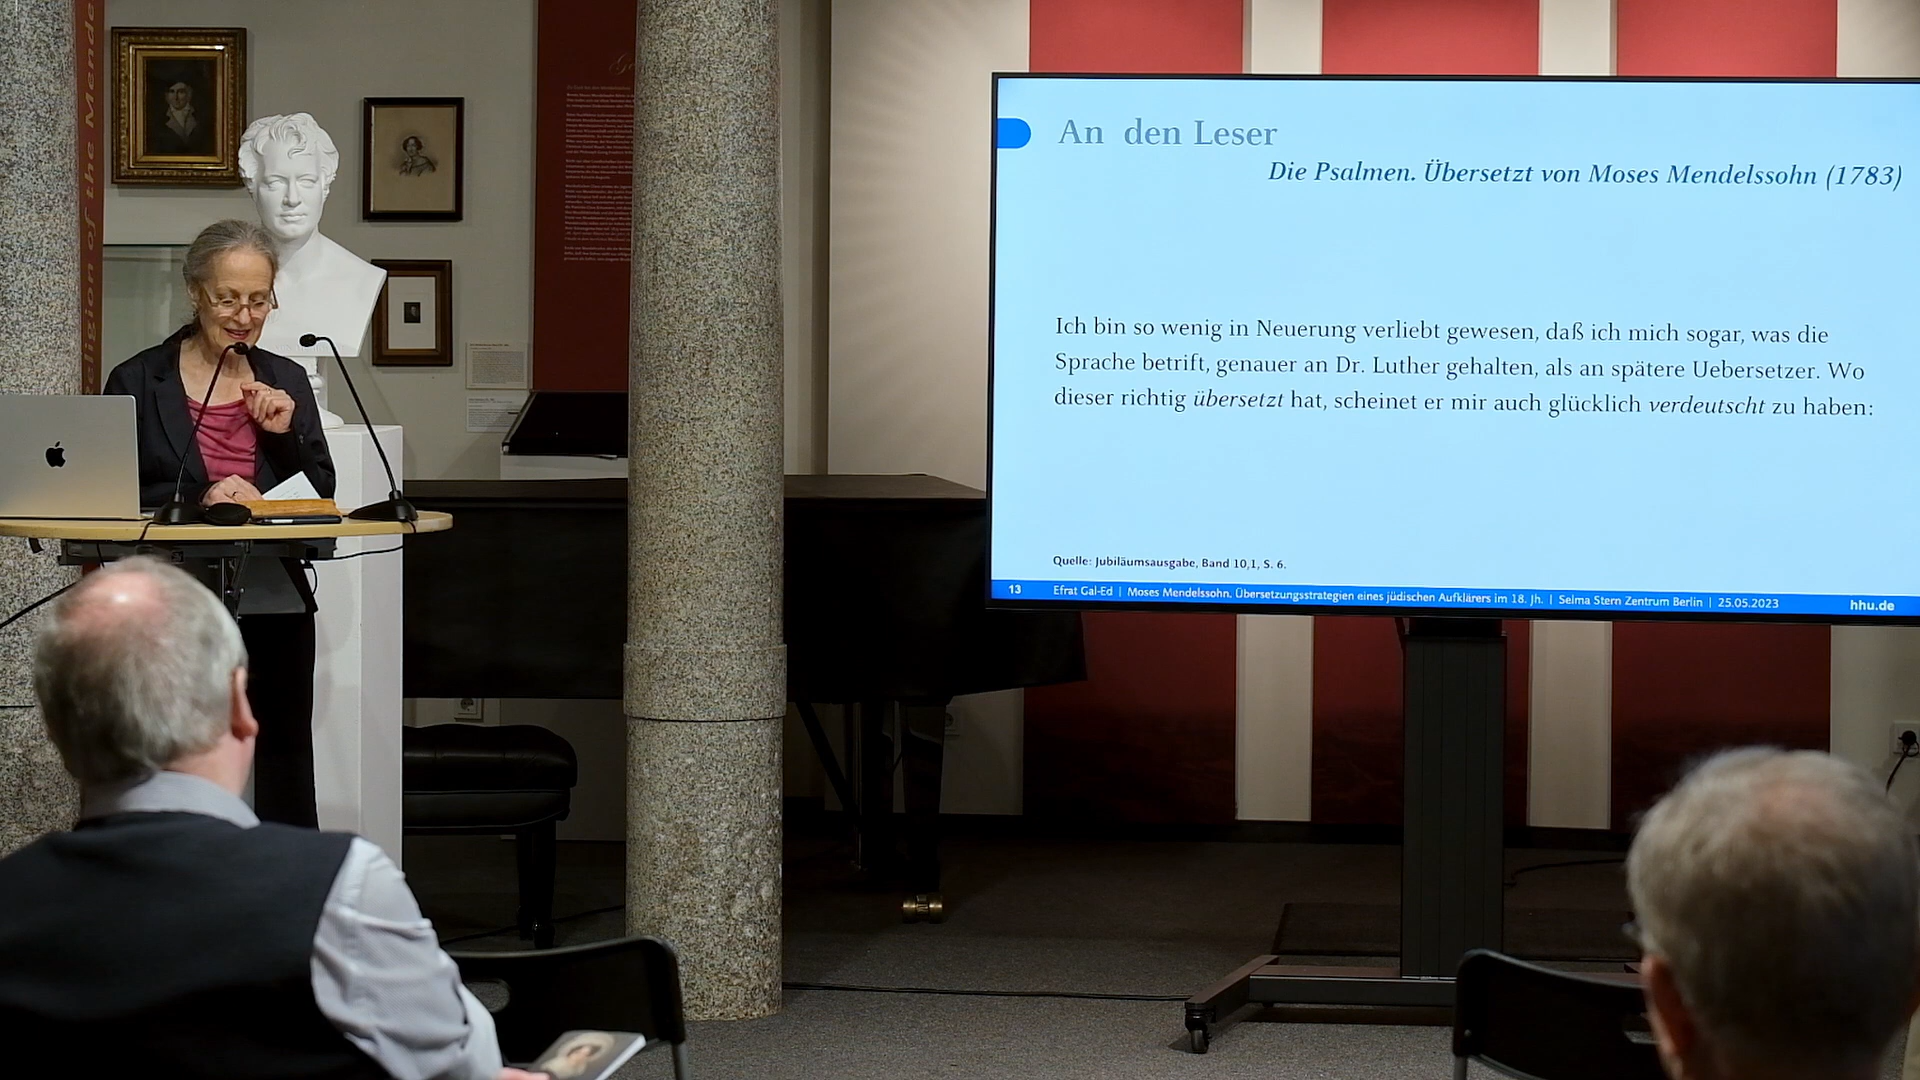 Religion of the Mende
An den Leser
Die Psalmen. Übersetzt von Moses Mendelssohn (1783)
Ich bin so wenig in Neuerung verliebt gewesen, daß ich mich sogar, was die
Sprache betrift, genauer an Dr. Luther gehalten, als an spätere Uebersetzer. Wo
dieser richtig übersetzt hat, scheinet er mir auch glücklich verdeutscht zu haben:
Quelle: Jubiläumsausgabe, Band 10,1, S. 6.
13 Efrat Gal-Ed | Moses Mendelssohn. Übersetzungsstrategien eines jüdischen Aufklärers im 18. Jh. | Selma Stern Zentrum Berlin | 25.05.2023 hhu.de